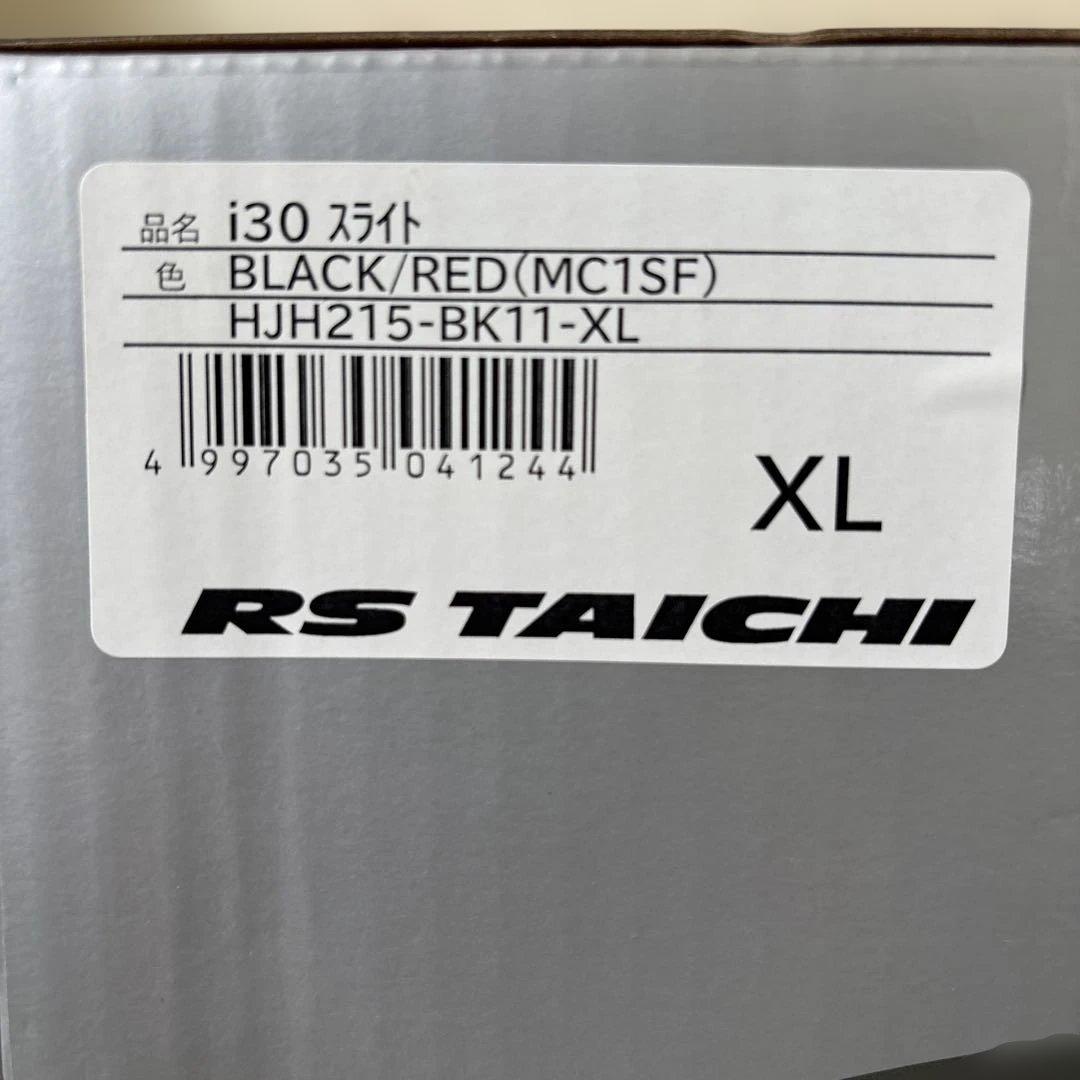 品名 i30 ｽﾗｲﾄ
色 BLACK/RED(MC1SF)
HJH215-BK11-XL
4 997035 041244
XL
RS TAICHI